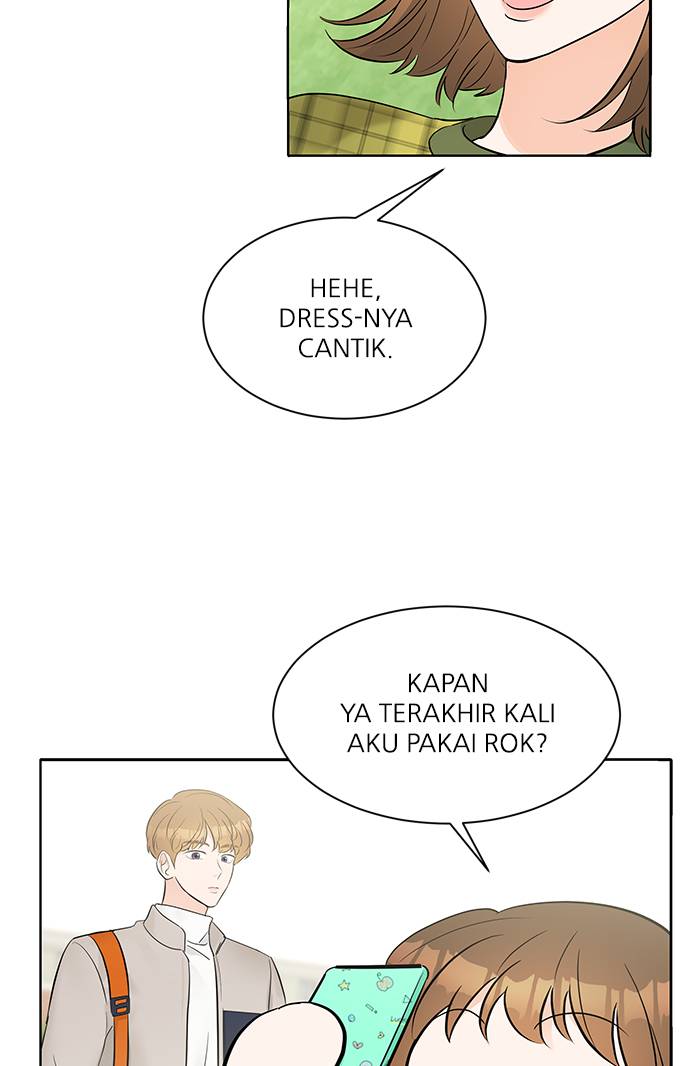 HEHE,
DRESS-NYA
CANTIK.
KAPAN
YA TERAKHIR KALI
AKU PAKAI ROK?